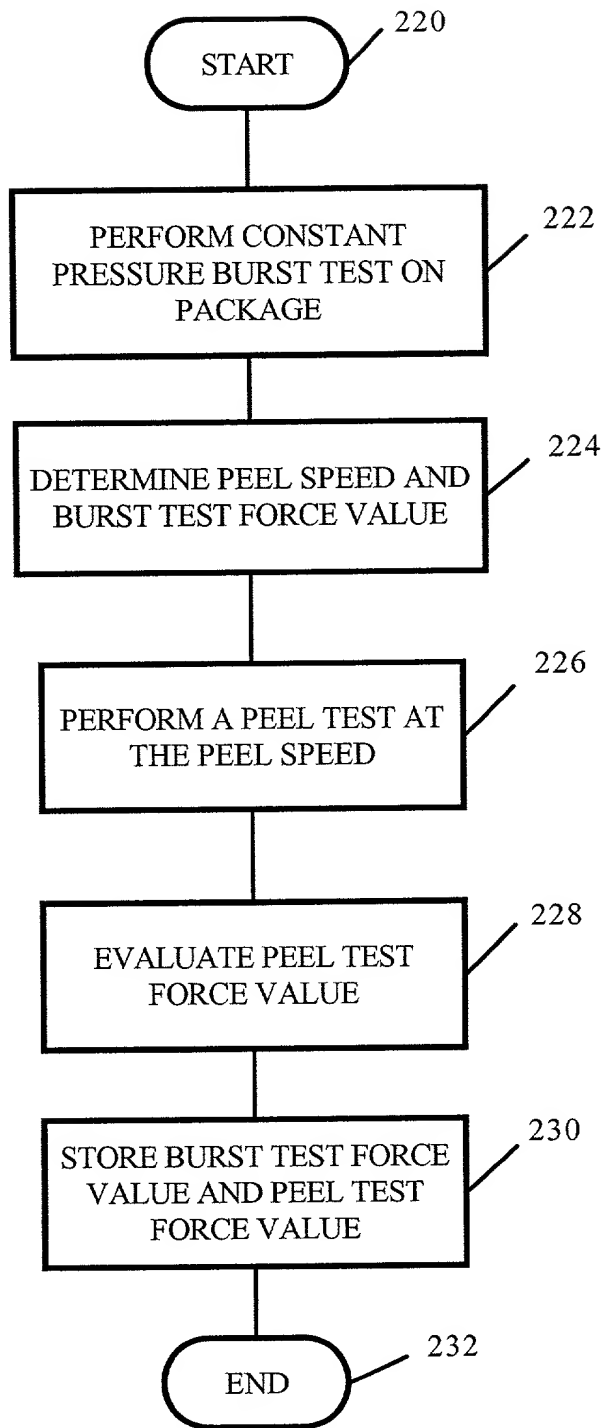 220
START
222
PERFORM CONSTANT
PRESSURE BURST TEST ON
PACKAGE
224
DETERMINE PEEL SPEED AND
BURST TEST FORCE VALUE
226
PERFORM A PEEL TEST AT
THE PEEL SPEED
228
EVALUATE PEEL TEST
FORCE VALUE
230
STORE BURST TEST FORCE
VALUE AND PEEL TEST
FORCE VALUE
232
END